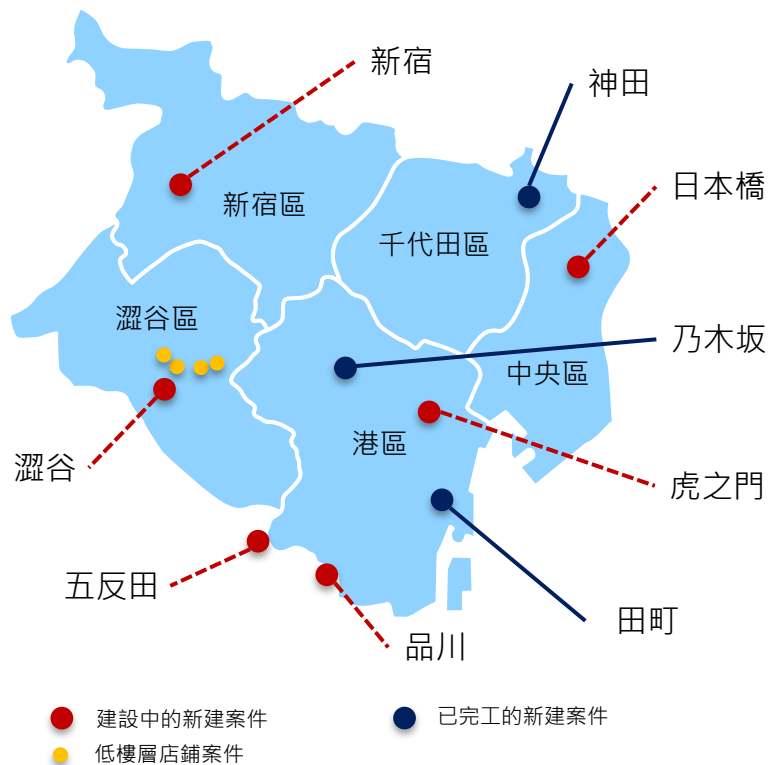 新宿
神田
日本橋
新宿區
千代田區
澀谷區
乃木坂
中央區
港區
澀谷
虎之門
五反田
田町
品川
建設中的新建案件
已完工的新建案件
低樓層店鋪案件